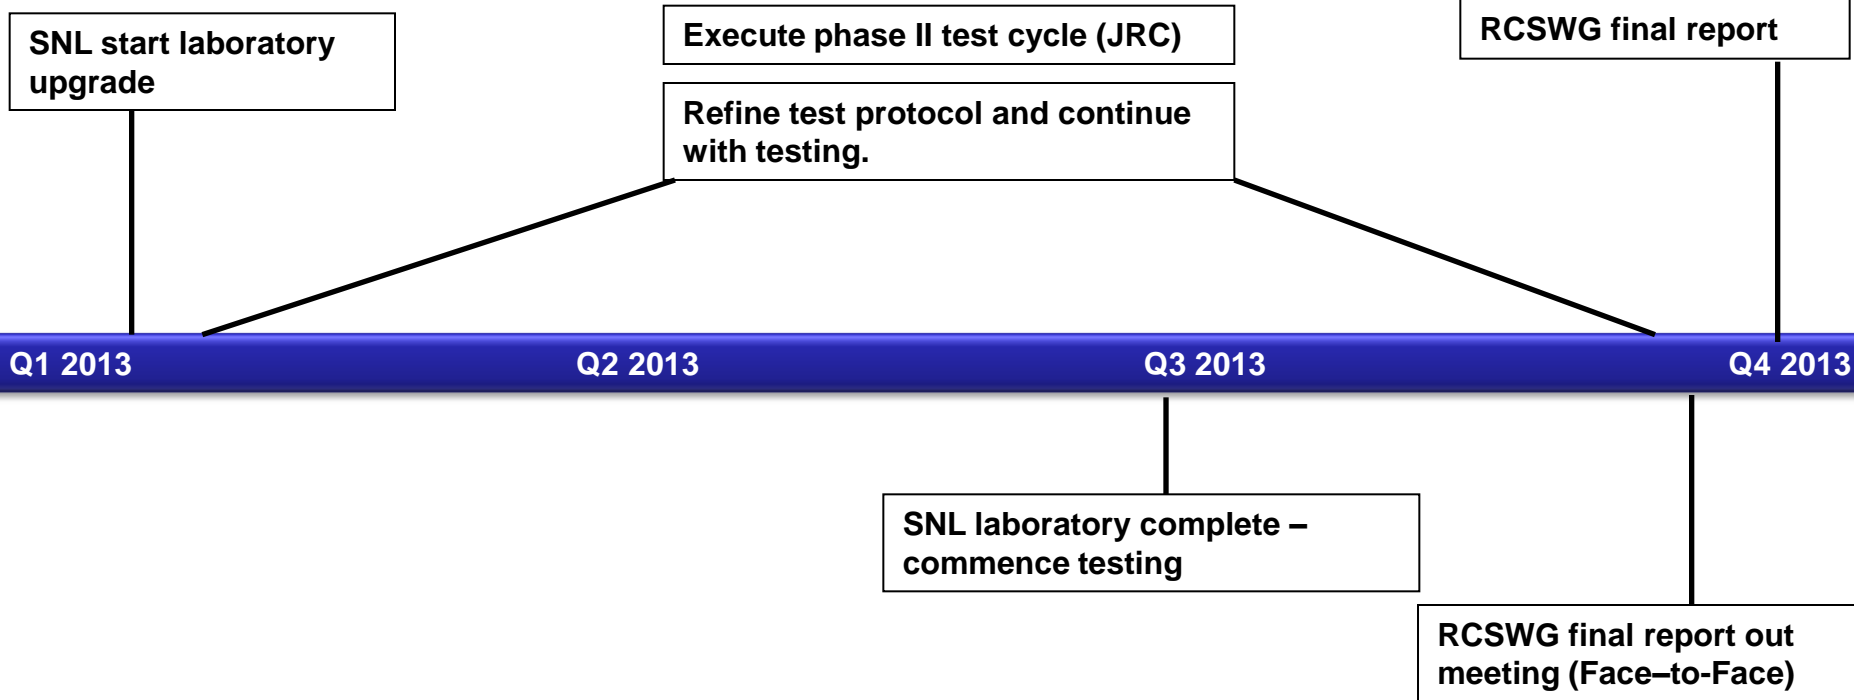 SNL start laboratory
upgrade
Execute phase II test cycle (JRC)
Refine test protocol and continue
with testing.
RCSWG final report
Q1 2013
Q2 2013
Q3 2013
Q4 2013
SNL laboratory complete –
commence testing
RCSWG final report out
meeting (Face–to-Face)